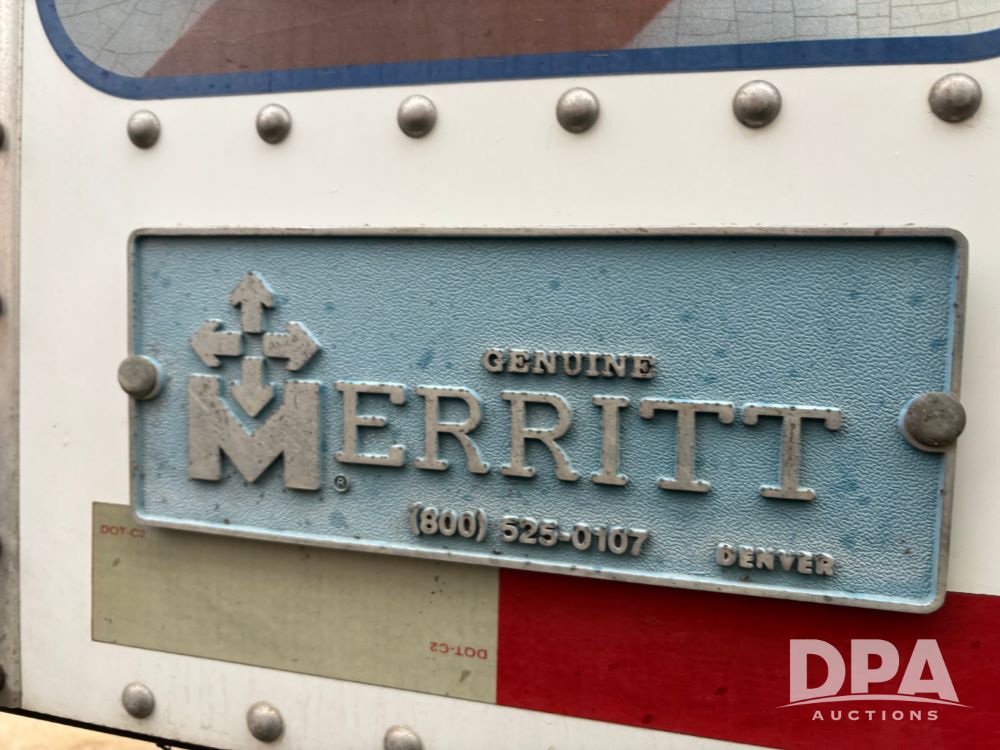 GENUINE
MERRITT®
(800) 525-0107
DENVER
DOT-C2
DOT-C2
DPA
AUCTIONS